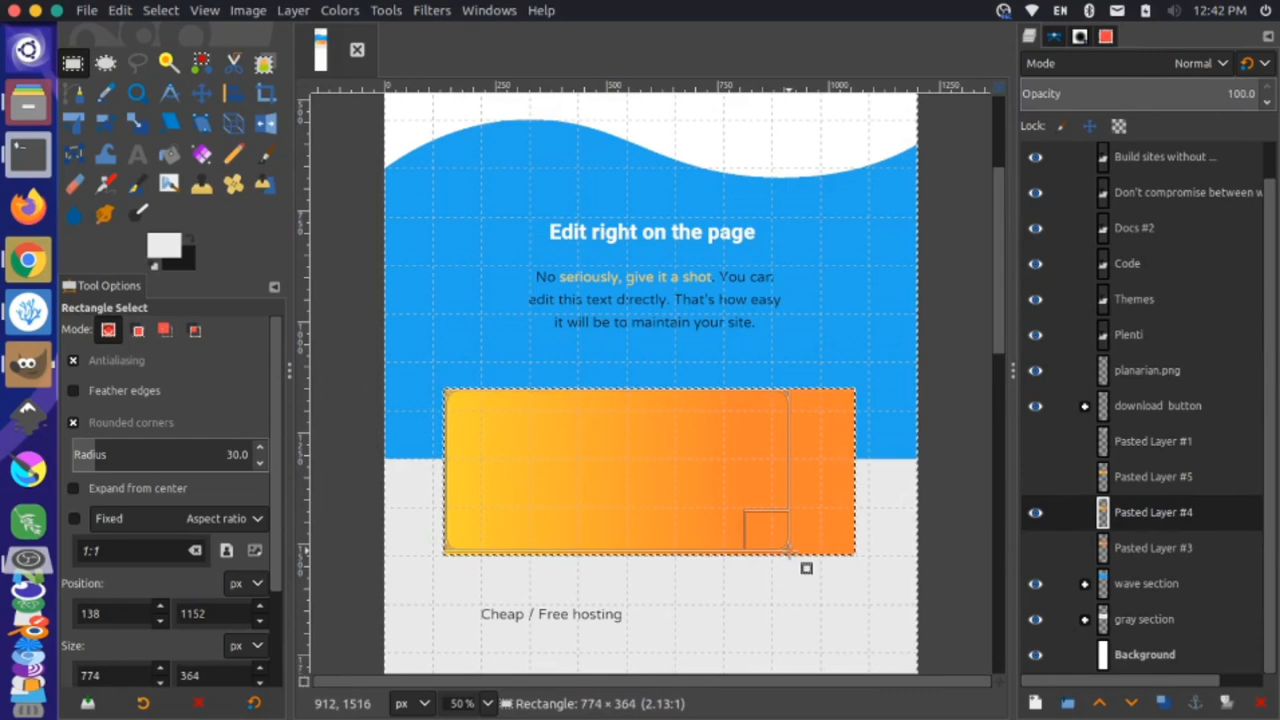 File Edit Select View Image Layer Colors Tools Filters Windows Help
EN
12:42 PM
Mode
Normal
Opacity
100.0
Lock:
Build sites without ...
Don't compromise between w
Docs #2
Code
Themes
Plenti
planarian.png
download button
Pasted Layer #1
Pasted Layer #5
Pasted Layer #4
Pasted Layer #3
wave section
gray section
Background
Tool Options
Rectangle Select
Mode:
Antialiasing
Feather edges
Rounded corners
Radius 30.0
Expand from center
Fixed Aspect ratio
1:1
Position:
px
138 1152
Size:
px
774 364
0 250 500 750 1000 1250
Edit right on the page
No seriously, give it a shot. You can
edit this text directly. That's how easy
it will be to maintain your site.
Cheap / Free hosting
912, 1516 px 50% Rectangle: 774 × 364 (2.13:1)